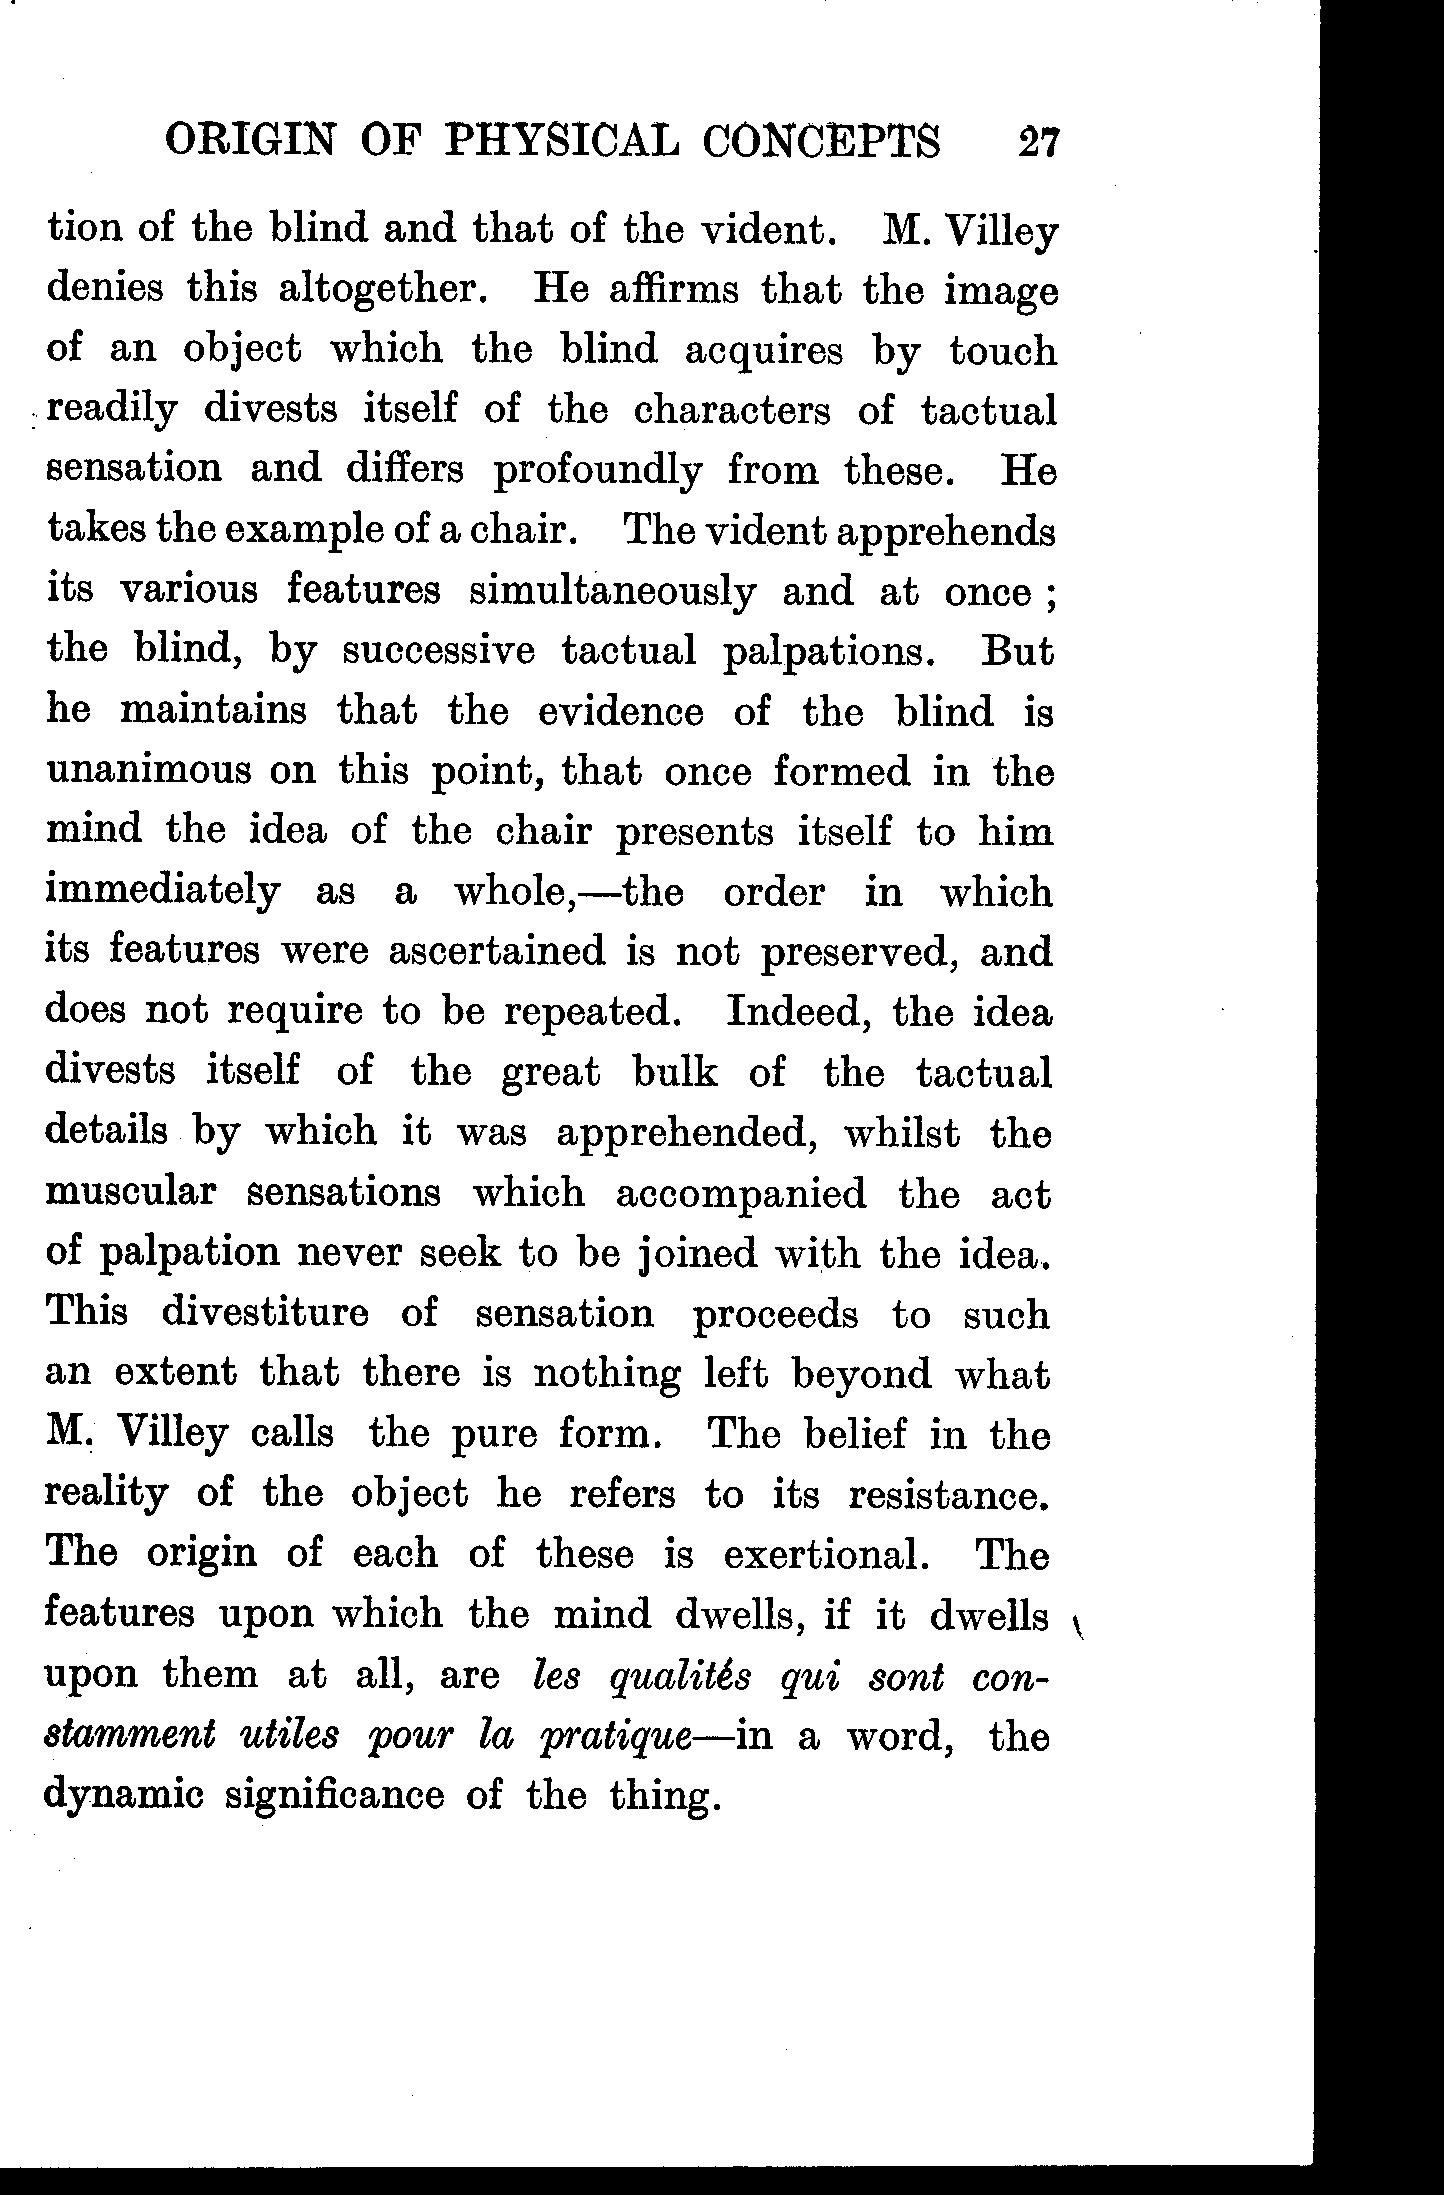 ORIGIN OF PHYSICAL CONCEPTS 27
tion of the blind and that of the vident. M. Villey
denies this altogether. He affirms that the image
of an object which the blind acquires by touch
readily divests itself of the characters of tactual
sensation and differs profoundly from these. He
takes the example of a chair. The vident apprehends
its various features simultaneously and at once ;
the blind, by successive tactual palpations. But
he maintains that the evidence of the blind is
unanimous on this point, that once formed in the
mind the idea of the chair presents itself to him
immediately as a whole,—the order in which
its features were ascertained is not preserved, and
does not require to be repeated. Indeed, the idea
divests itself of the great bulk of the tactual
details by which it was apprehended, whilst the
muscular sensations which accompanied the act
of palpation never seek to be joined with the idea.
This divestiture of sensation proceeds to such
an extent that there is nothing left beyond what
M. Villey calls the pure form. The belief in the
reality of the object he refers to its resistance.
The origin of each of these is exertional. The
features upon which the mind dwells, if it dwells
upon them at all, are les qualités qui sont con-
stamment utiles pour la pratique—in a word, the
dynamic significance of the thing.